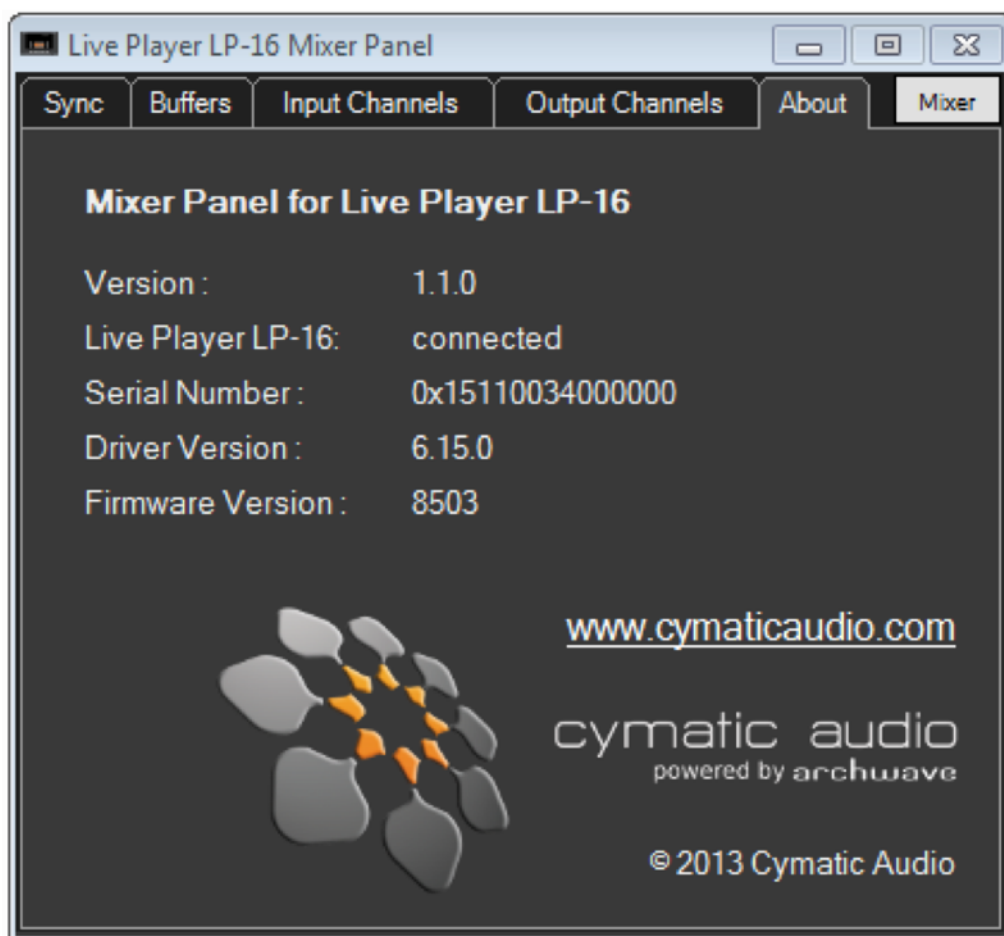 Live Player LP-16 Mixer Panel
Sync Buffers Input Channels Output Channels About Mixer
Mixer Panel for Live Player LP-16
Version : 1.1.0
Live Player LP-16: connected
Serial Number : 0x15110034000000
Driver Version : 6.15.0
Firmware Version : 8503
www.cymaticaudio.com
cymatic audio
powered by archwave
© 2013 Cymatic Audio